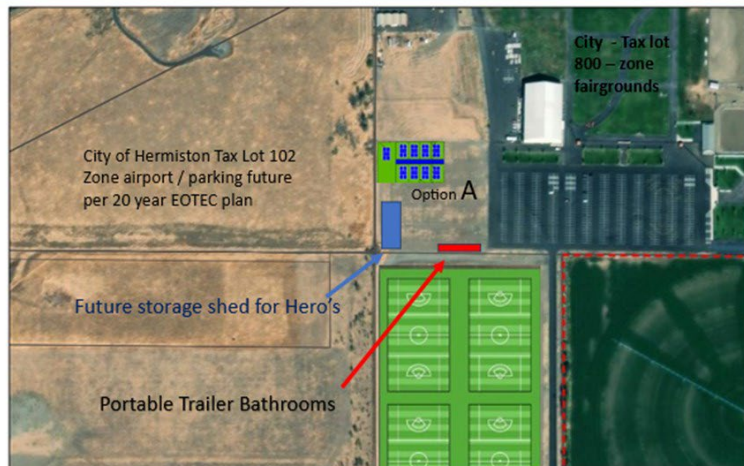 City - Tax lot
800 – zone
fairgrounds
City of Hermiston Tax Lot 102
Zone airport / parking future
per 20 year EOTEC plan
Option A
Future storage shed for Hero's
Portable Trailer Bathrooms